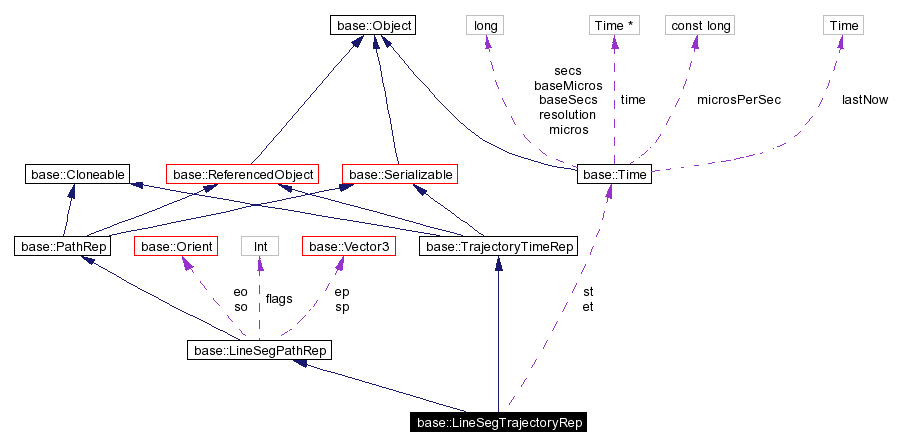 base::Object
long
Time *
const long
Time
secs
baseMicros
baseSecs
resolution
micros
time
microsPerSec
lastNow
base::Cloneable
base::ReferencedObject
base::Serializable
base::Time
base::PathRep
base::Orient
Int
base::Vector3
base::TrajectoryTimeRep
eo
so
flags
ep
sp
st
et
base::LineSegPathRep
base::LineSegTrajectoryRep